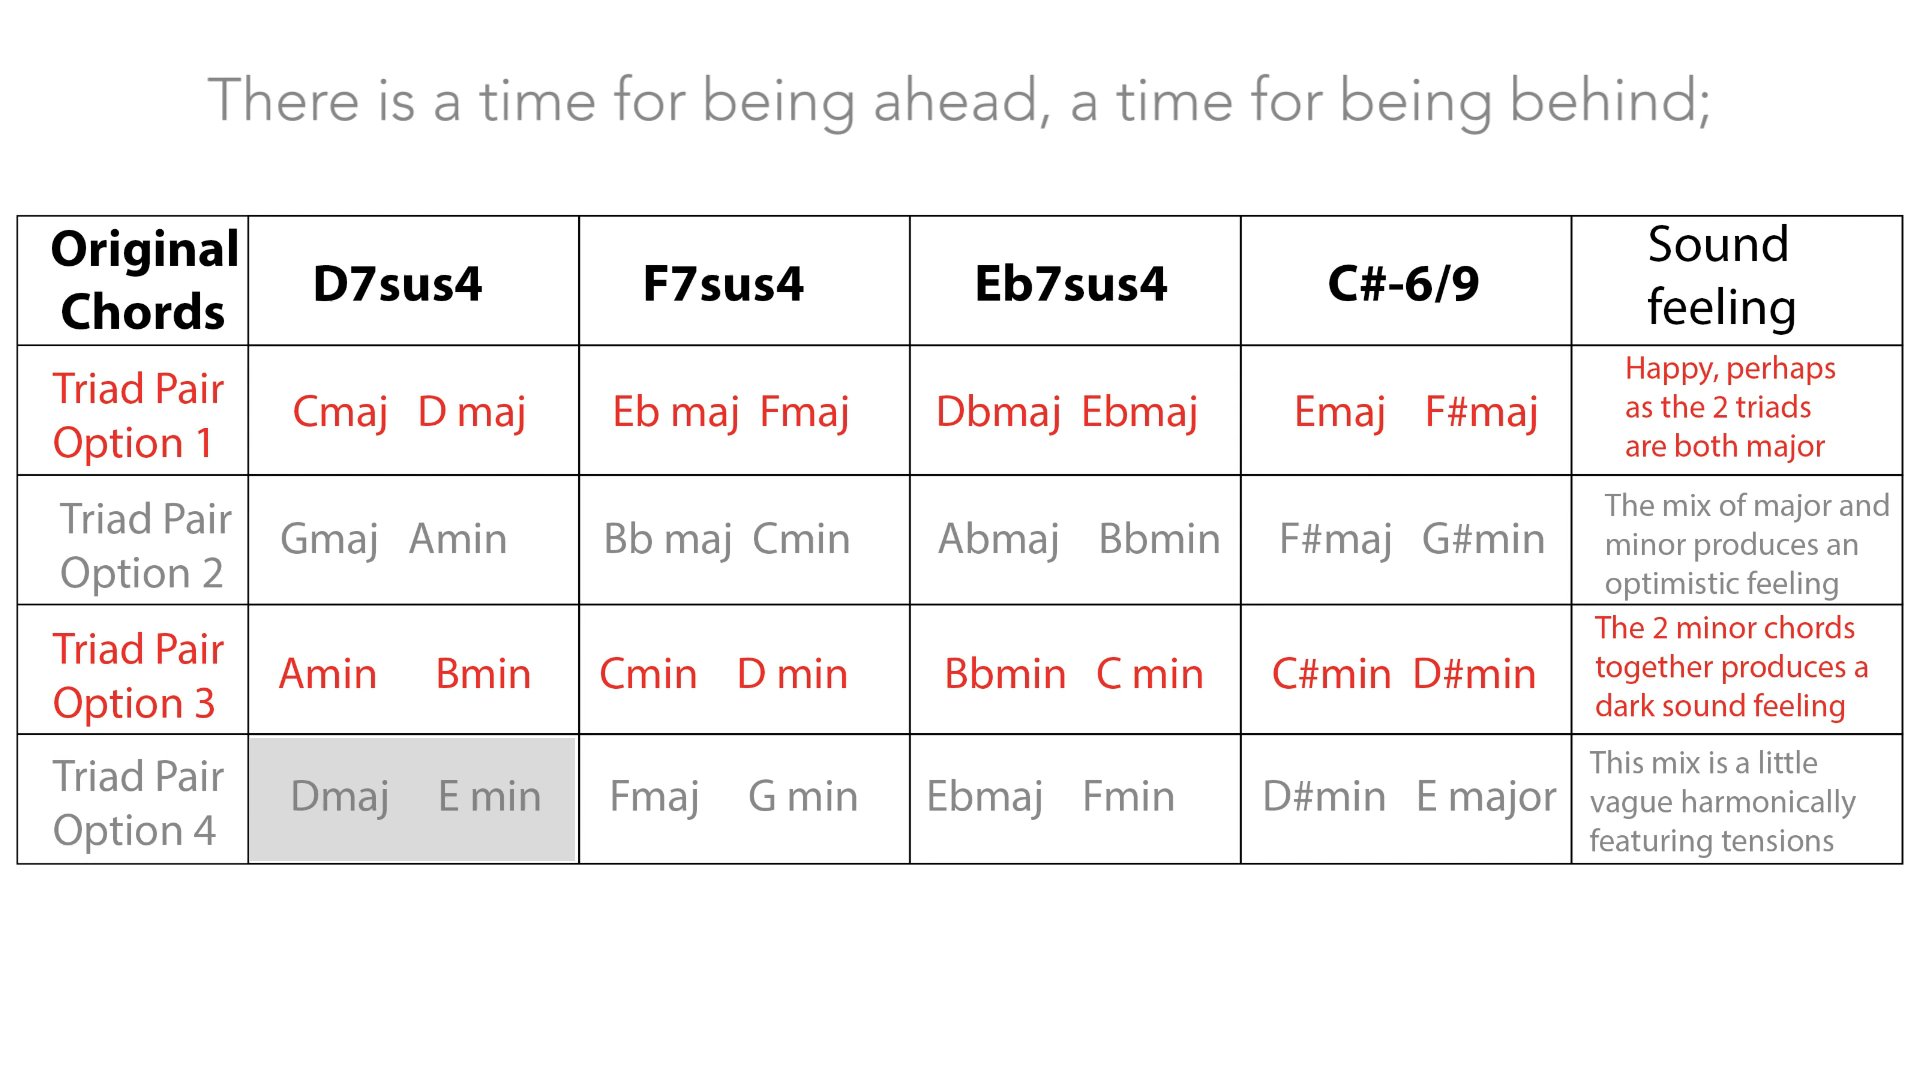 There is a time for being ahead, a time for being behind;
Original
Chords
D7sus4
F7sus4
Eb7sus4
C#-6/9
Sound
feeling
Triad Pair
Option 1
Cmaj D maj
Eb maj Fmaj
Dbmaj Ebmaj
Emaj F#maj
Happy, perhaps
as the 2 triads
are both major
Triad Pair
Option 2
Gmaj Amin
Bb maj Cmin
Abmaj Bbmin
F#maj G#min
The mix of major and
minor produces an
optimistic feeling
Triad Pair
Option 3
Amin Bmin
Cmin D min
Bbmin C min
C#min D#min
The 2 minor chords
together produces a
dark sound feeling
Triad Pair
Option 4
Dmaj E min
Fmaj G min
Ebmaj Fmin
D#min E major
This mix is a little
vague harmonically
featuring tensions